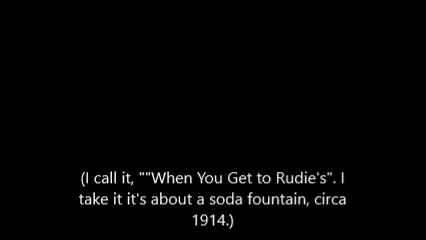 (I call it, ""When You Get to Rudie's". I
take it it's about a soda fountain, circa
1914.)